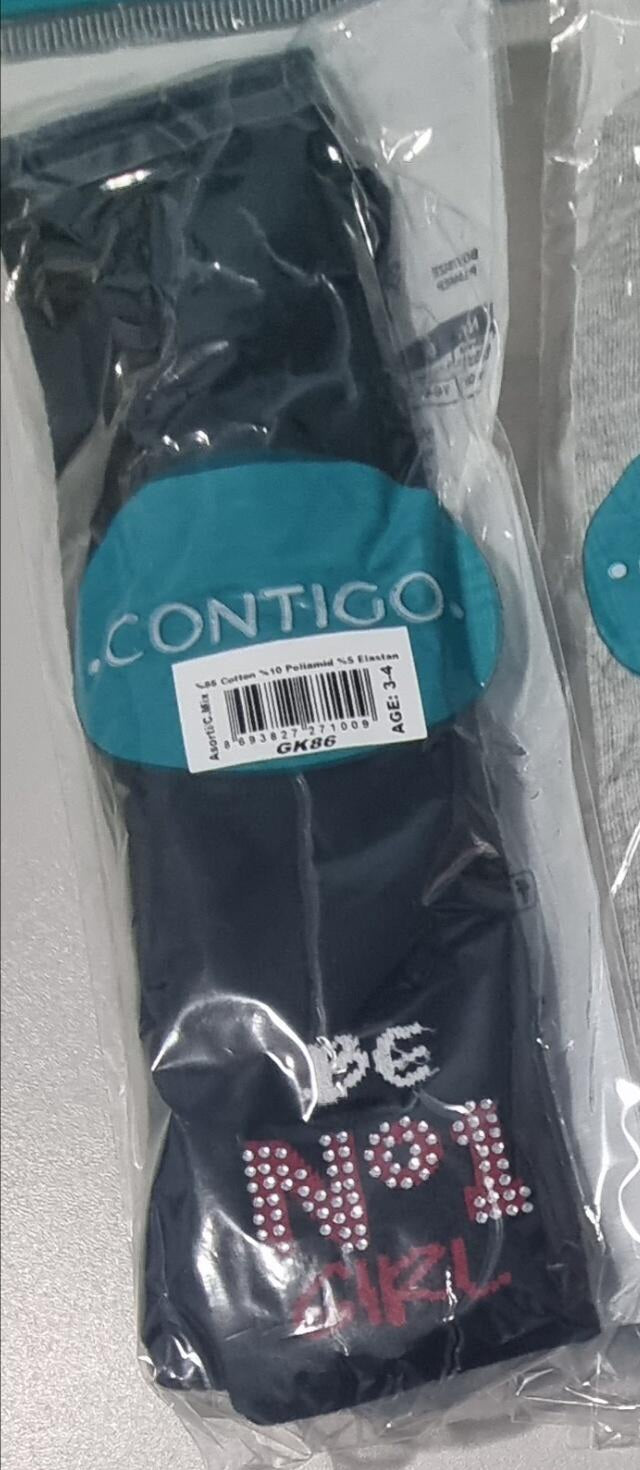 .CONTIGO.
%85 Cotton %10 Poliamid %5 Elastan
Asorti/C.Mix
AGE: 3-4
8 693827 271009
GK86
BE
Nº1
GIRL